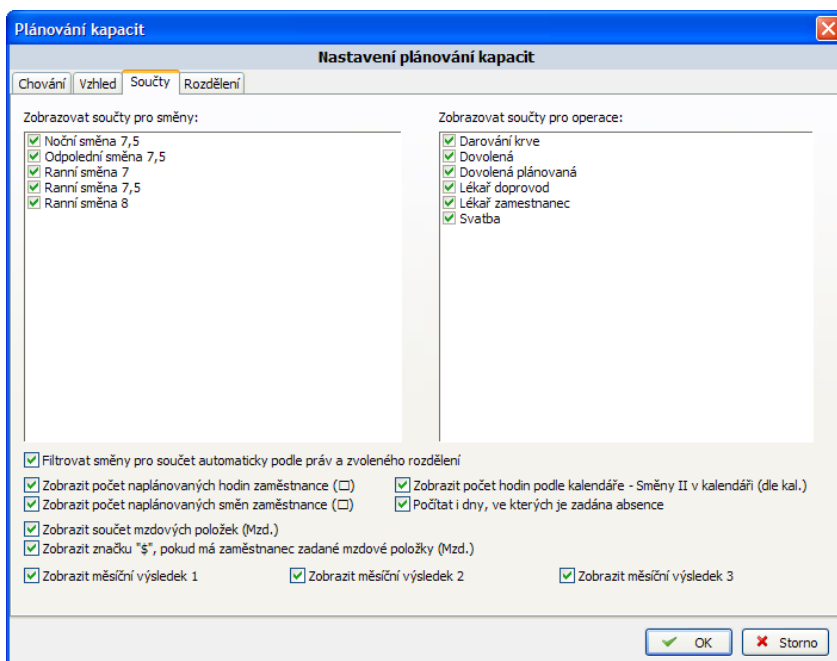 Plánování kapacit
Nastavení plánování kapacit
Chování Vzhled Součty Rozdělení
Zobrazovat součty pro směny:
Noční směna 7,5
Odpolední směna 7,5
Ranní směna 7
Ranní směna 7,5
Ranní směna 8
Zobrazovat součty pro operace:
Darování krve
Dovolená
Dovolená plánovaná
Lékař doprovod
Lékař zamestnanec
Svatba
Filtrovat směny pro součet automaticky podle práv a zvoleného rozdělení
Zobrazit počet naplánovaných hodin zaměstnance (□)
Zobrazit počet hodin podle kalendáře - Směny II v kalendáři (dle kal.)
Zobrazit počet naplánovaných směn zaměstnance (□)
Počítat i dny, ve kterých je zadána absence
Zobrazit součet mzdových položek (Mzd.)
Zobrazit značku "$", pokud má zaměstnanec zadané mzdové položky (Mzd.)
Zobrazit měsíční výsledek 1
Zobrazit měsíční výsledek 2
Zobrazit měsíční výsledek 3
OK
Storno